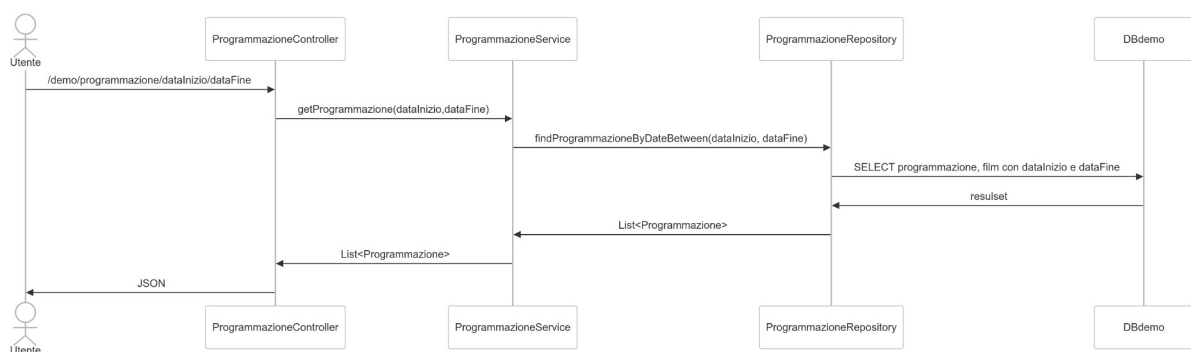 ProgrammazioneController
ProgrammazioneService
ProgrammazioneRepository
DBdemo
Utente
/demo/programmazione/dataInizio/dataFine
getProgrammazione(dataInizio,dataFine)
findProgrammazioneByDateBetween(dataInizio, dataFine)
SELECT programmazione, film con dataInizio e dataFine
resulset
List<Programmazione>
List<Programmazione>
JSON
ProgrammazioneController
ProgrammazioneService
ProgrammazioneRepository
DBdemo
Utente